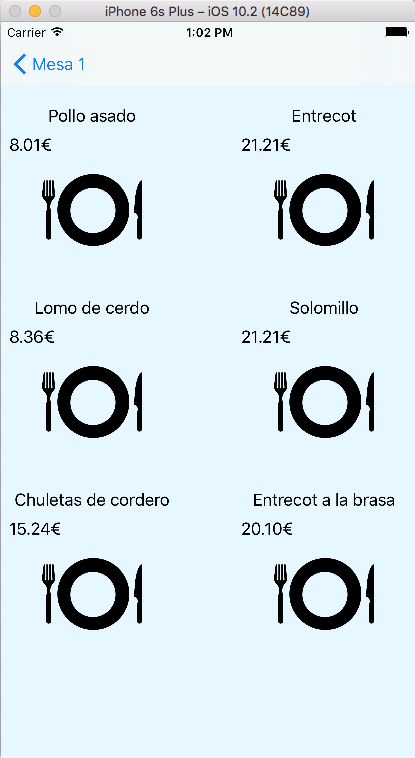 iPhone 6s Plus – iOS 10.2 (14C89)
Carrier 1:02 PM
Mesa 1
Pollo asado Entrecot
8.01€ 21.21€
Lomo de cerdo Solomillo
8.36€ 21.21€
Chuletas de cordero Entrecot a la brasa
15.24€ 20.10€